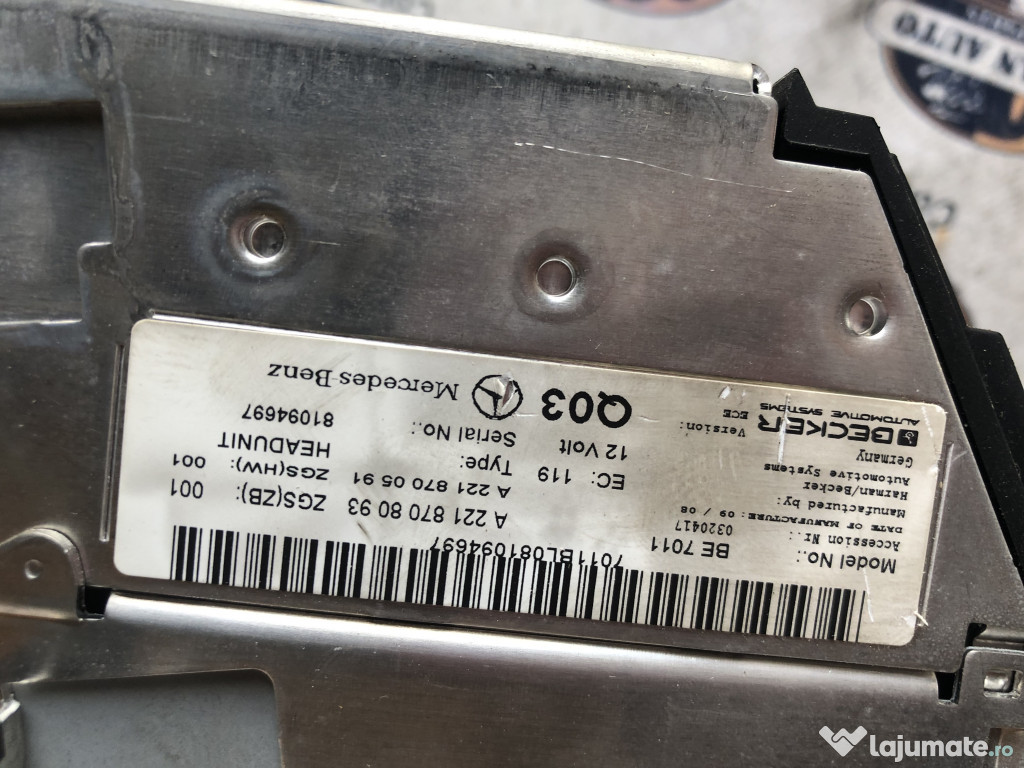 7011BL081094697
Model No.: BE 7011
Accession Nr.: 0320417
DATE OF MANUFACTURE: 09 / 08
Manufactured by:
Harman/Becker
Automotive Systems
Germany
A 221 870 80 93 ZGS(ZB): 001
A 221 870 05 91 ZGS(HW): 001
EC: 119 Type: HEADUNIT
12 Volt Serial No.: 81094697
BECKER
AUTOMOTIVE SYSTEMS
Version: ECE
Q03
Mercedes-Benz
AN AUTO
lajumate.ro